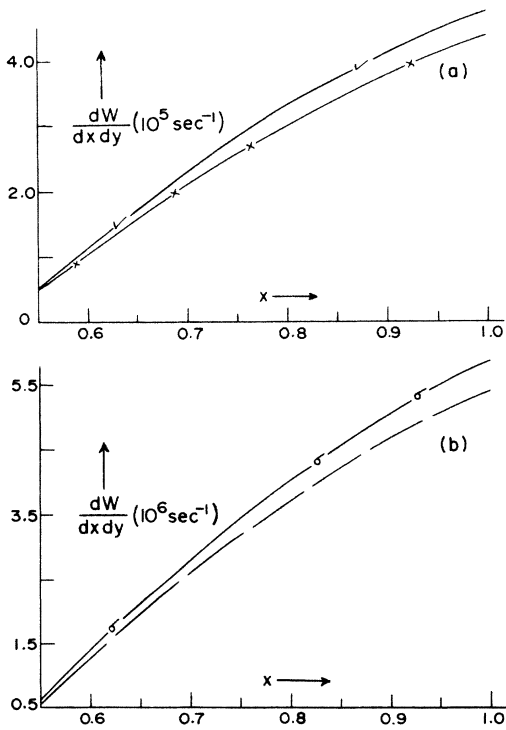 4.0
(a)
dW
dx dy (10^5 sec^-1)
2.0
x
0
0.6 0.7 0.8 0.9 1.0
5.5
(b)
dW
dx dy (10^6 sec^-1)
3.5
1.5
x
0.5
0.6 0.7 0.8 0.9 1.0